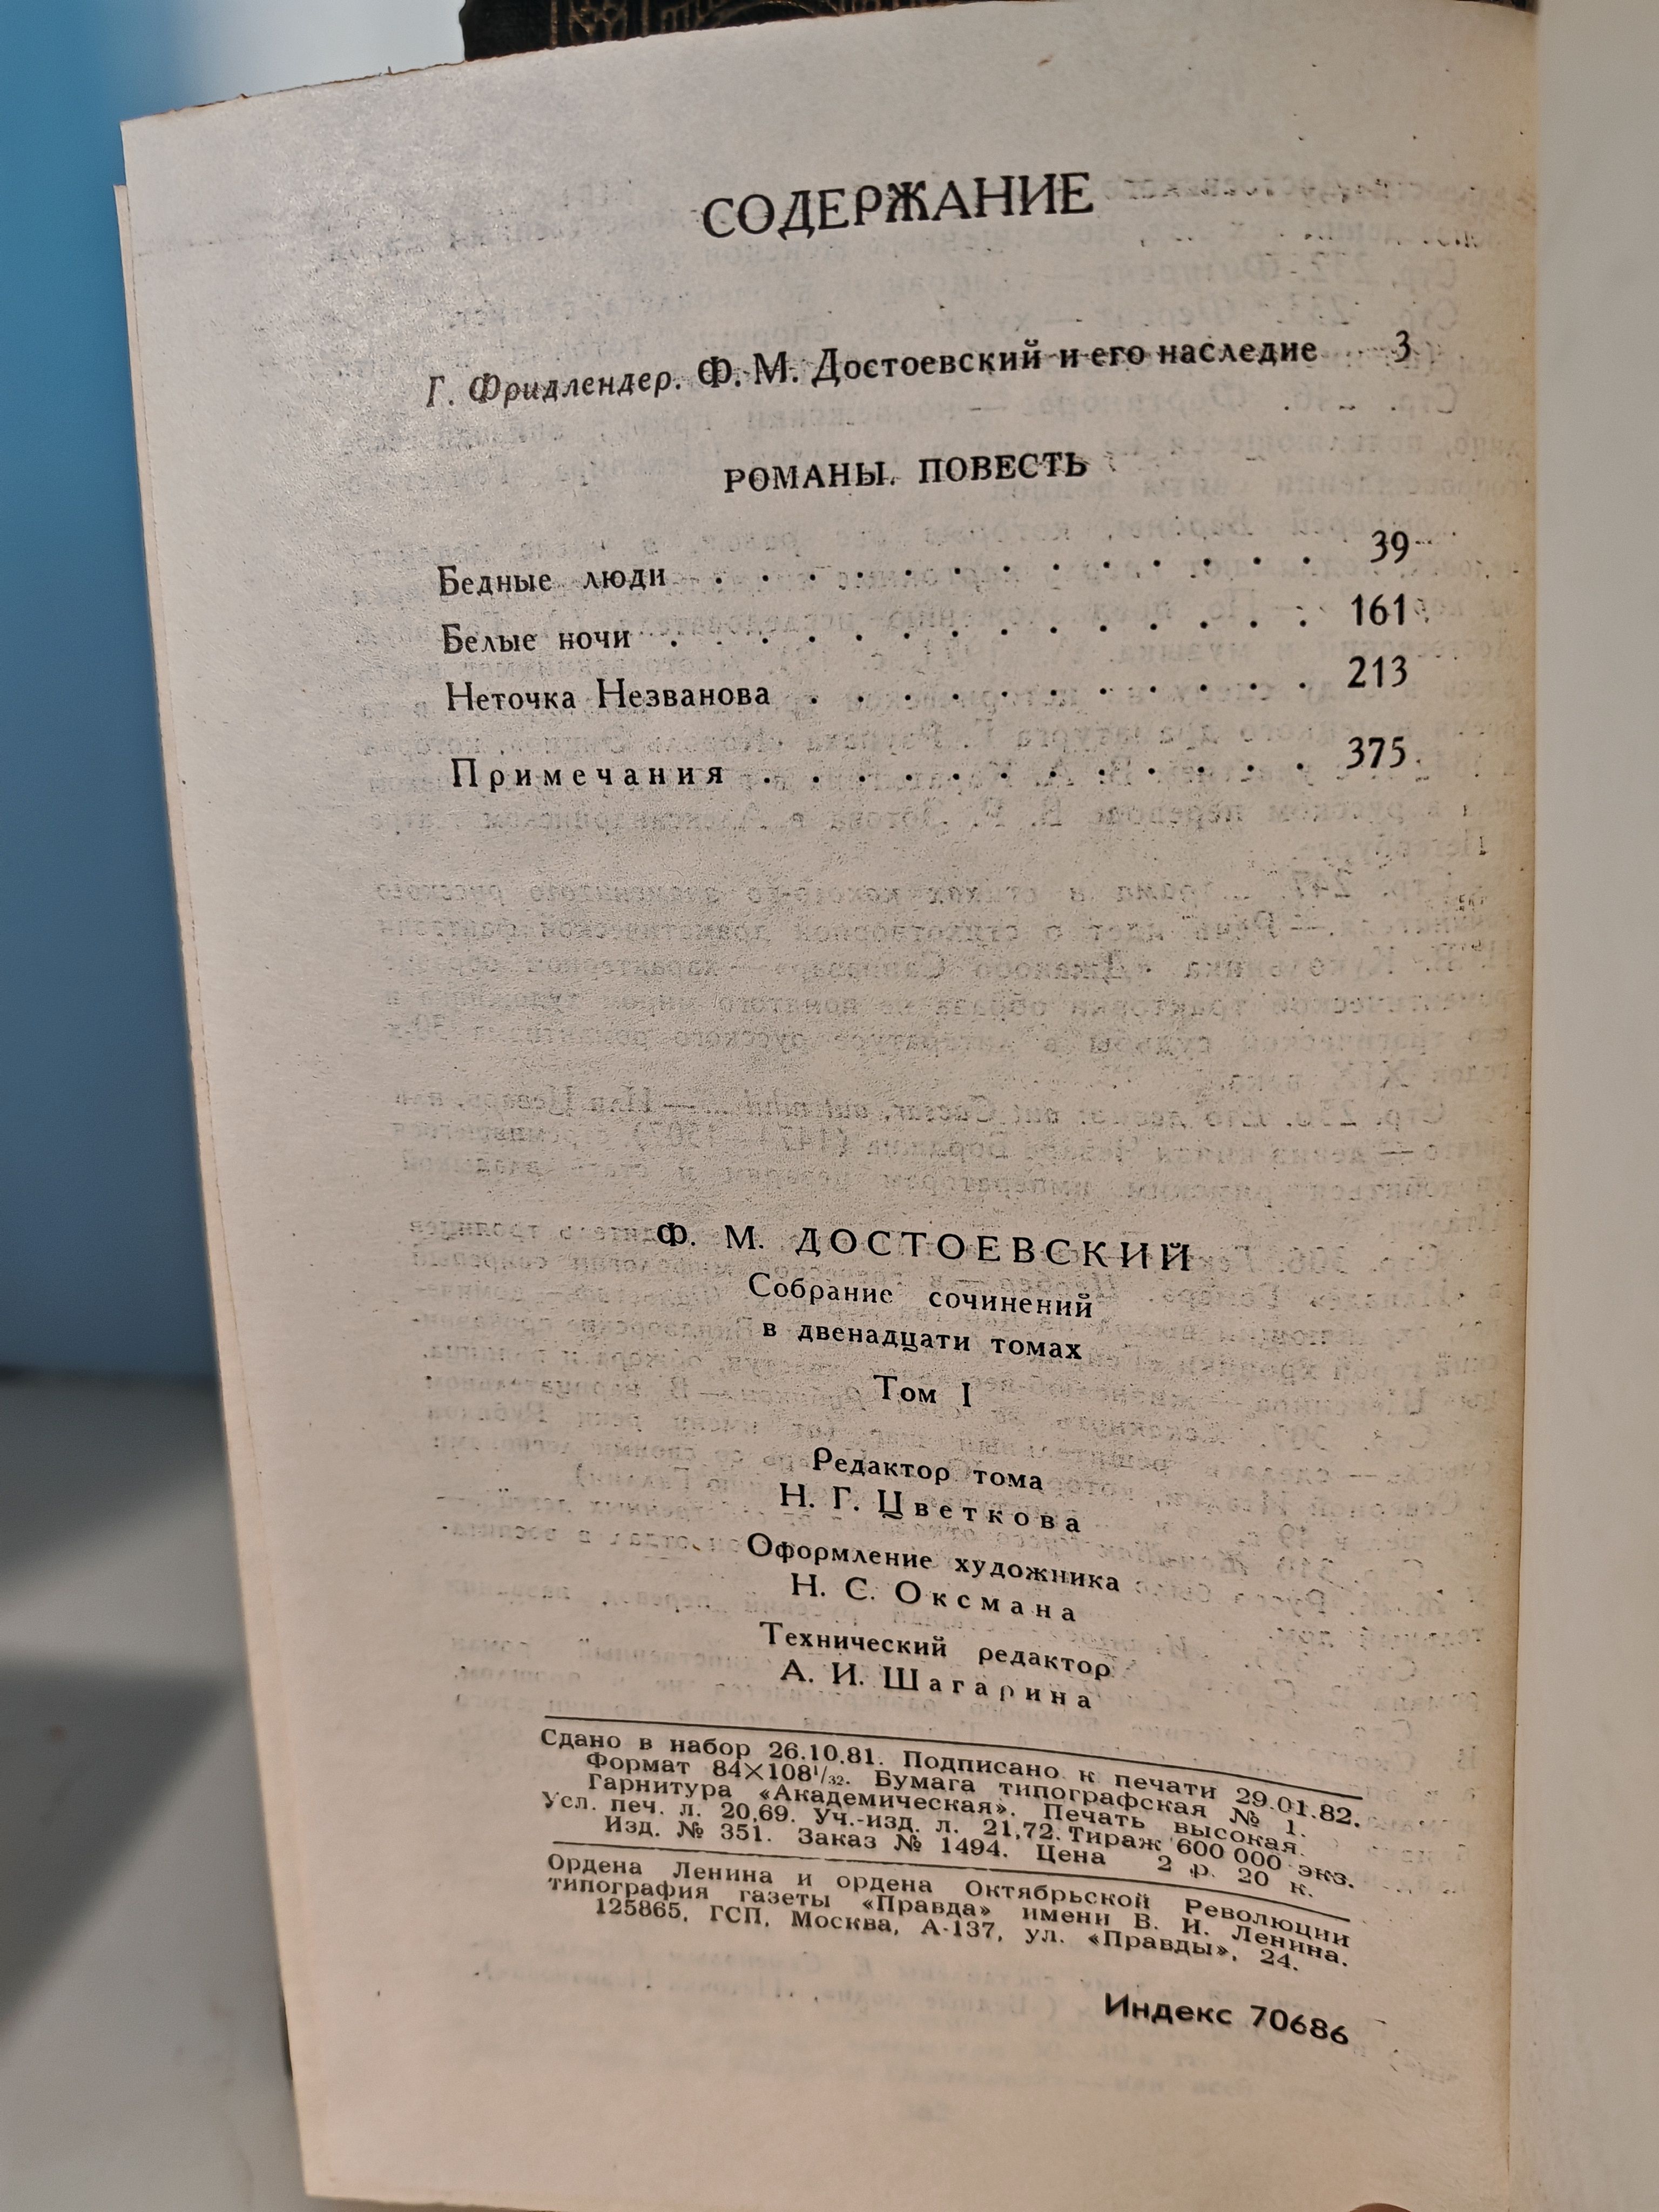 СОДЕРЖАНИЕ
Г. Фридлендер. Ф. М. Достоевский и его наследие 3
РОМАНЫ. ПОВЕСТЬ
Бедные люди . . . . . . . . . . . . . 39
Белые ночи . . . . . . . . . . . . . . 161
Неточка Незванова . . . . . . . . . . . 213
Примечания . . . . . . . . . . . . 375
Ф. М. ДОСТОЕВСКИЙ
Собрание сочинений
в двенадцати томах
Том I
Редактор тома
Н. Г. Цветкова
Оформление художника
Н. С. Оксмана
Технический редактор
А. И. Шагарина
Сдано в набор 26.10.81. Подписано к печати 29.01.82.
Формат 84×108¹/₃₂. Бумага типографская № 1.
Гарнитура «Академическая». Печать высокая.
Усл. печ. л. 20,69. Уч.-изд. л. 21,72. Тираж 600 000 экз.
Изд. № 351. Заказ № 1494. Цена 2 р. 20 к.
Ордена Ленина и ордена Октябрьской Революции
типография газеты «Правда» имени В. И. Ленина.
125865, ГСП, Москва, А-137, ул. «Правды», 24.
Индекс 70686